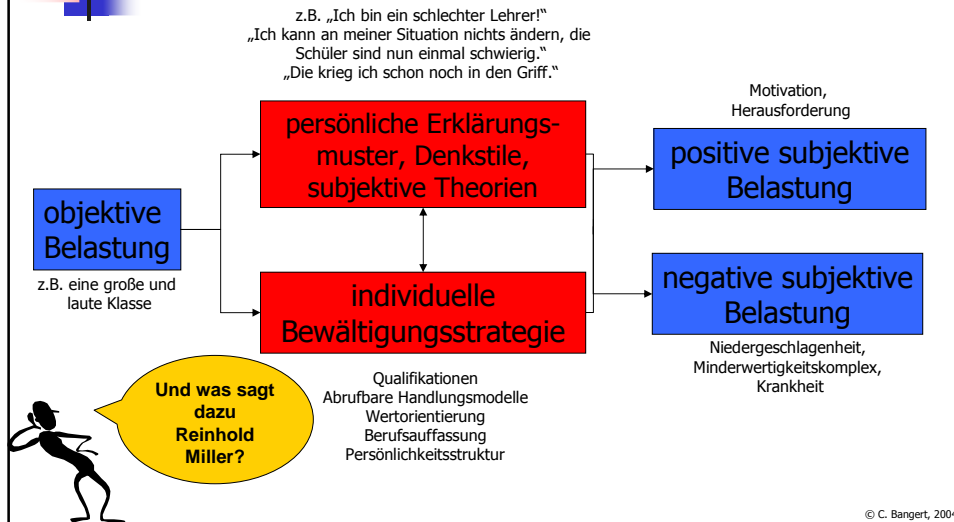 z.B. „Ich bin ein schlechter Lehrer!“
„Ich kann an meiner Situation nichts ändern, die
Schüler sind nun einmal schwierig.“
„Die krieg ich schon noch in den Griff.“
persönliche Erklärungs-
muster, Denkstile,
subjektive Theorien
Motivation,
Herausforderung
positive subjektive
Belastung
objektive
Belastung
z.B. eine große und
laute Klasse
individuelle
Bewältigungsstrategie
negative subjektive
Belastung
Niedergeschlagenheit,
Minderwertigkeitskomplex,
Krankheit
Qualifikationen
Abrufbare Handlungsmodelle
Wertorientierung
Berufsauffassung
Persönlichkeitsstruktur
Und was sagt
dazu
Reinhold
Miller?
© C. Bangert, 2004